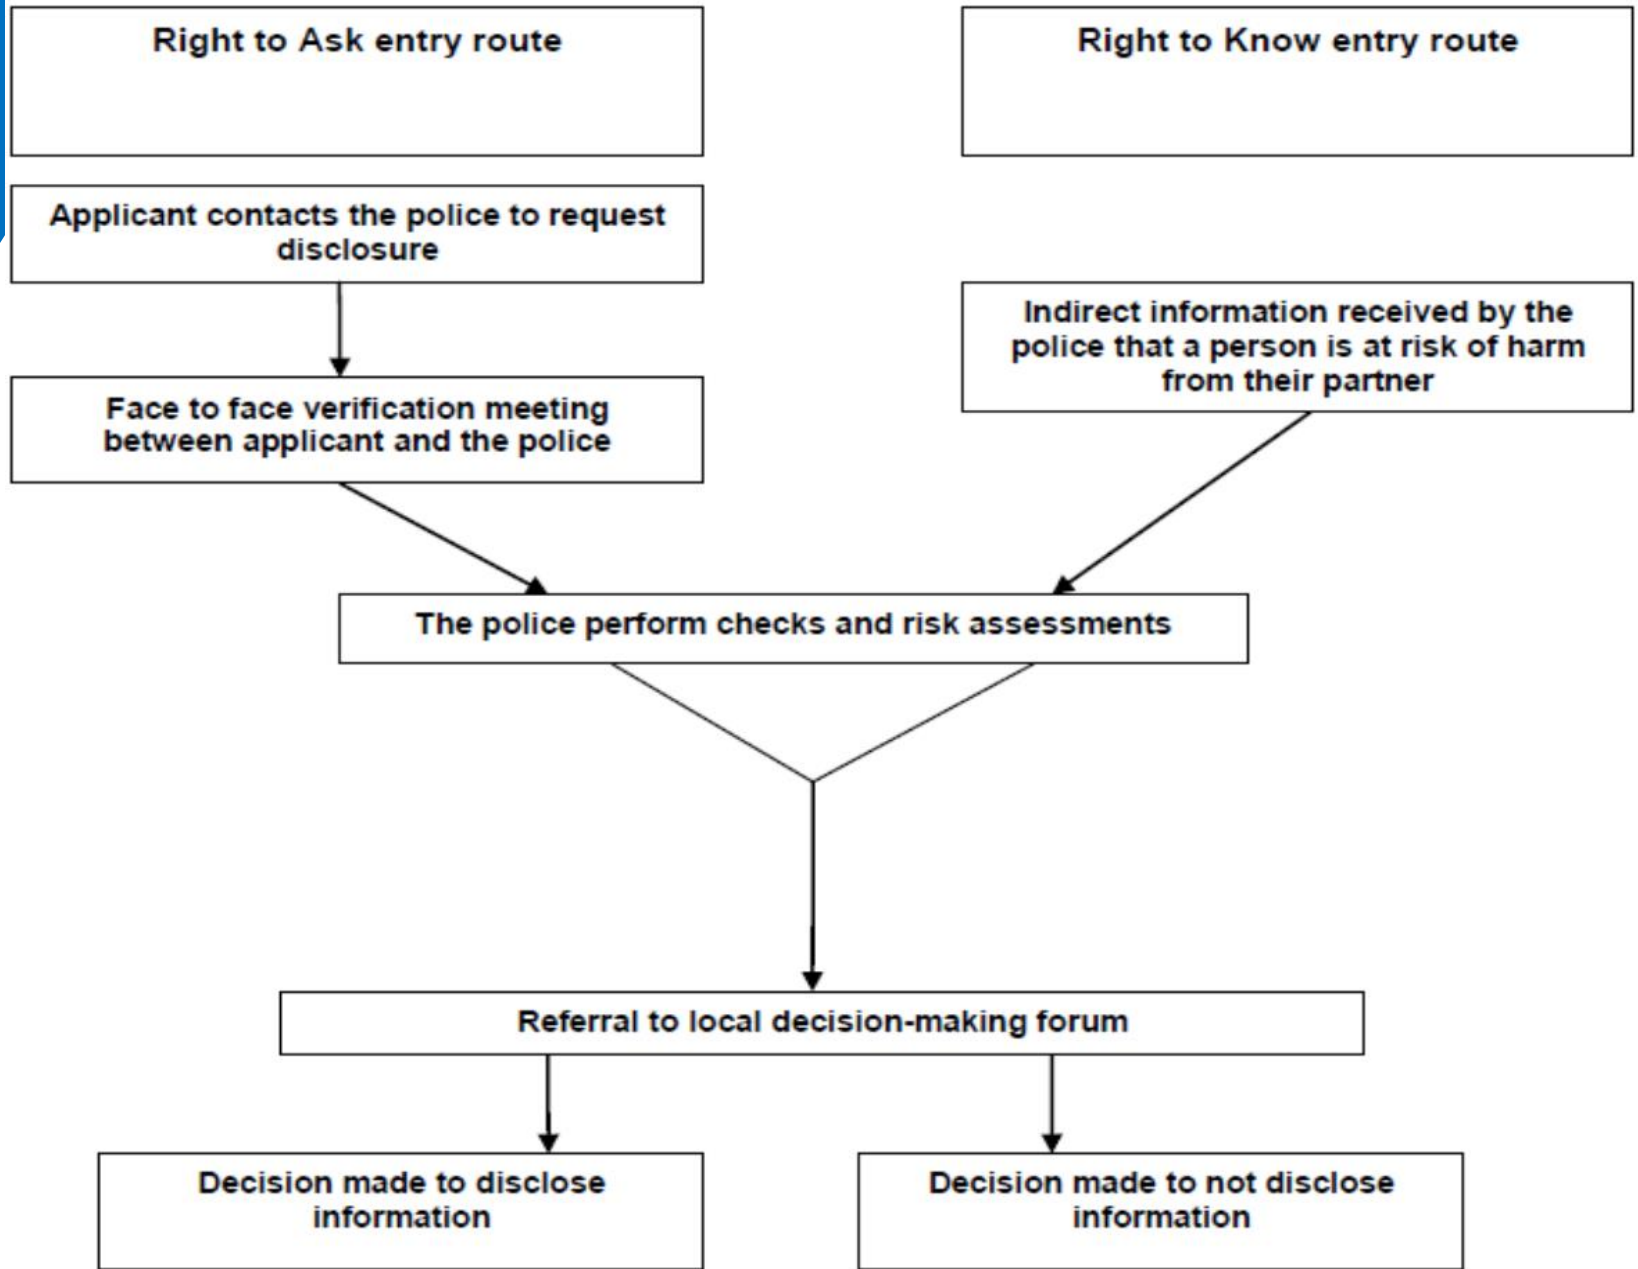 Right to Ask entry route
Right to Know entry route
Applicant contacts the police to request
disclosure
Indirect information received by the
police that a person is at risk of harm
from their partner
Face to face verification meeting
between applicant and the police
The police perform checks and risk assessments
Referral to local decision-making forum
Decision made to disclose
information
Decision made to not disclose
information